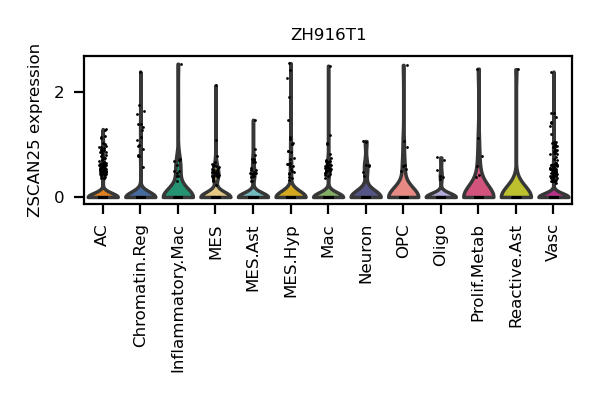 ZH916T1
ZSCAN25 expression
2
0
AC
Chromatin.Reg
Inflammatory.Mac
MES
MES.Ast
MES.Hyp
Mac
Neuron
OPC
Oligo
Prolif.Metab
Reactive.Ast
Vasc